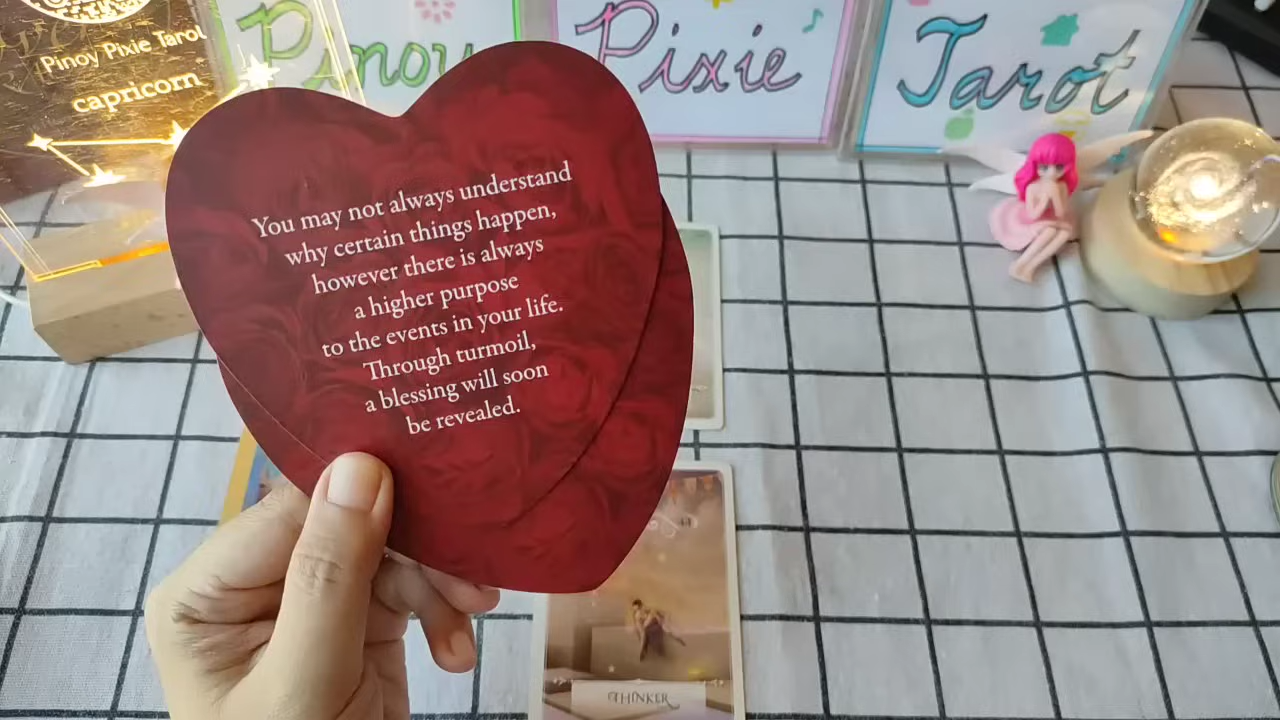 Pinoy Pixie Tarot
capricorn
Pinoy
Pixie
Tarot
You may not always understand
why certain things happen,
however there is always
a higher purpose
to the events in your life.
Through turmoil,
a blessing will soon
be revealed.
44
THINKER